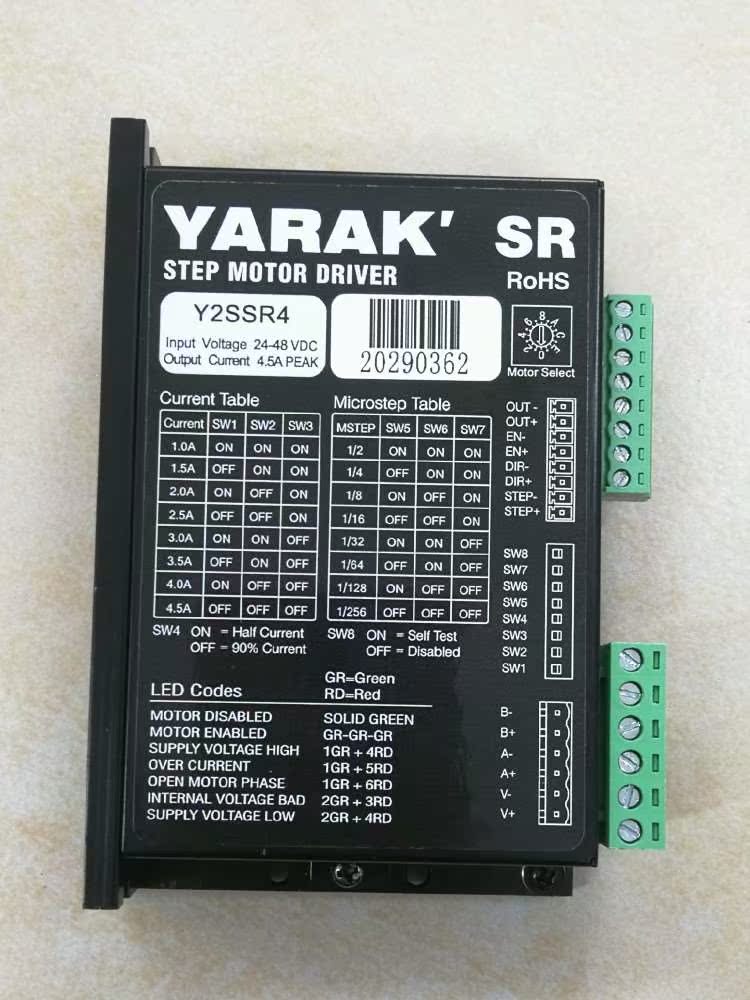 YARAK' SR
STEP MOTOR DRIVER
RoHS
Y2SSR4
Input Voltage 24-48 VDC
Output Current 4.5A PEAK
20290362
Motor Select
Current Table
Current SW1 SW2 SW3
1.0A ON ON ON
1.5A OFF ON ON
2.0A ON OFF ON
2.5A OFF OFF ON
3.0A ON ON OFF
3.5A OFF ON OFF
4.0A ON OFF OFF
4.5A OFF OFF OFF
SW4 ON = Half Current
OFF = 90% Current
Microstep Table
MSTEP SW5 SW6 SW7
1/2 ON ON ON
1/4 OFF ON ON
1/8 ON OFF ON
1/16 OFF OFF ON
1/32 ON ON OFF
1/64 OFF ON OFF
1/128 ON OFF OFF
1/256 OFF OFF OFF
SW8 ON = Self Test
OFF = Disabled
OUT-
OUT+
EN-
EN+
DIR-
DIR+
STEP-
STEP+
SW8
SW7
SW6
SW5
SW4
SW3
SW2
SW1
LED Codes
GR=Green
RD=Red
MOTOR DISABLED SOLID GREEN
MOTOR ENABLED GR-GR-GR
SUPPLY VOLTAGE HIGH 1GR + 4RD
OVER CURRENT 1GR + 5RD
OPEN MOTOR PHASE 1GR + 6RD
INTERNAL VOLTAGE BAD 2GR + 3RD
SUPPLY VOLTAGE LOW 2GR + 4RD
B-
B+
A-
A+
V-
V+